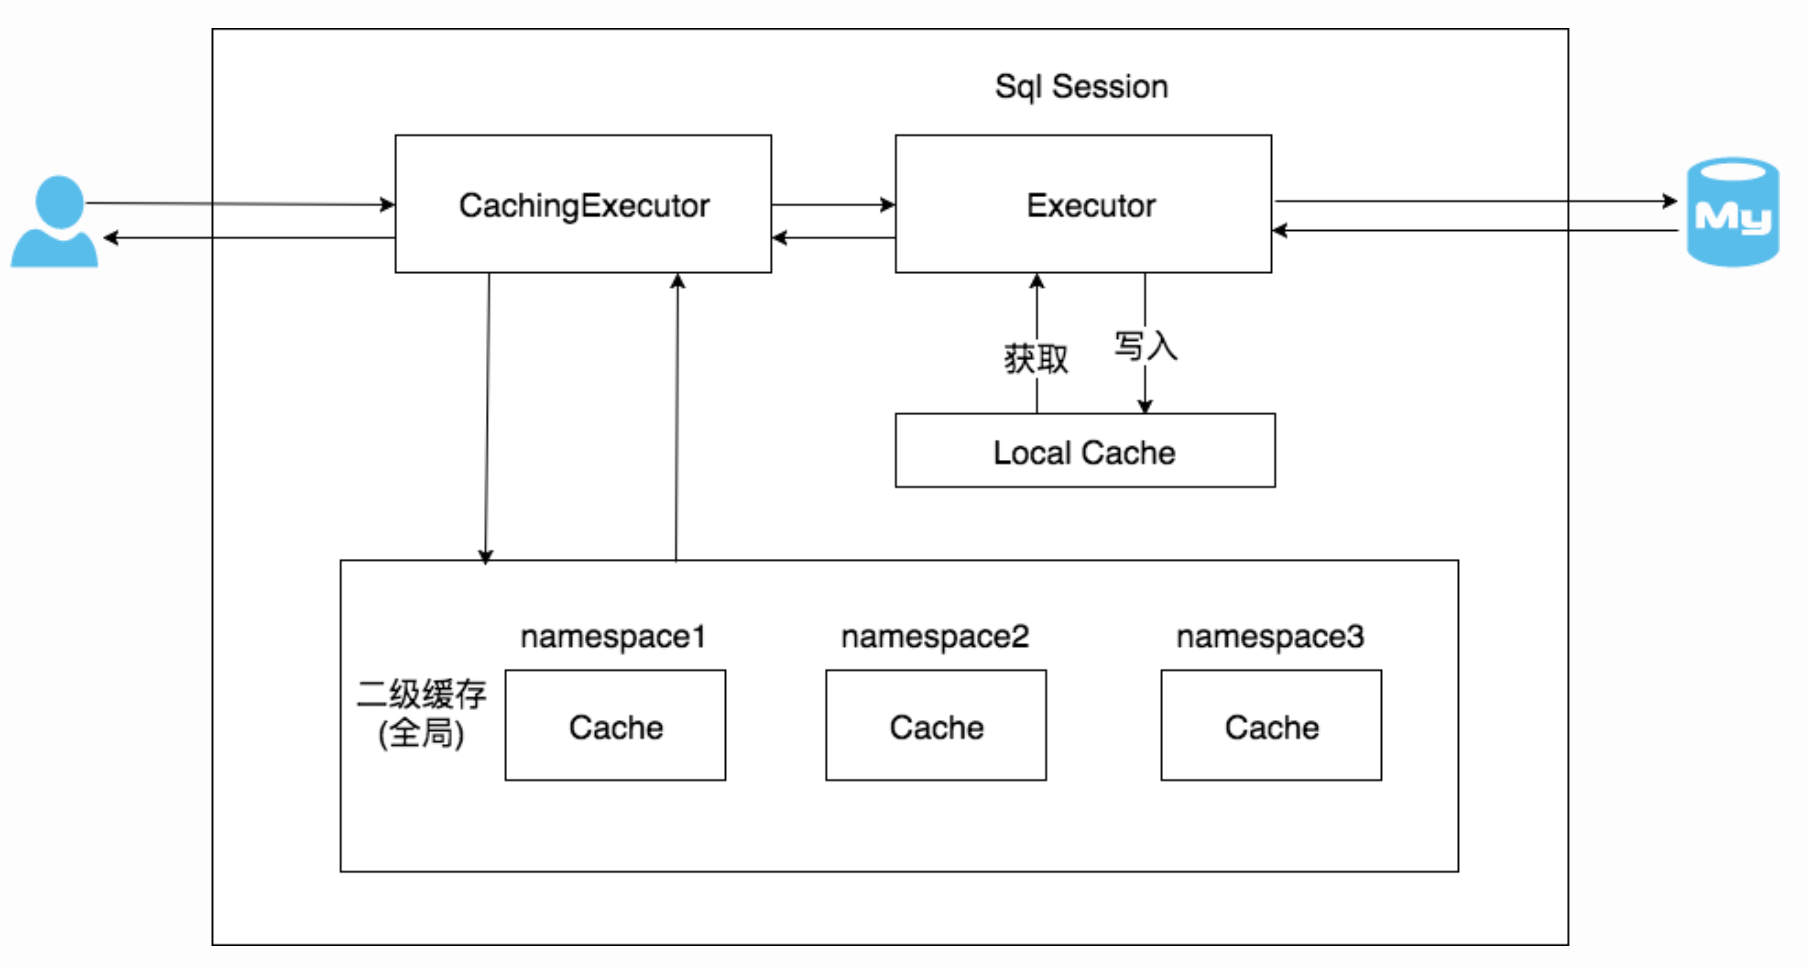 Sql Session
CachingExecutor
Executor
My
获取
写入
Local Cache
namespace1
namespace2
namespace3
二级缓存
(全局)
Cache
Cache
Cache